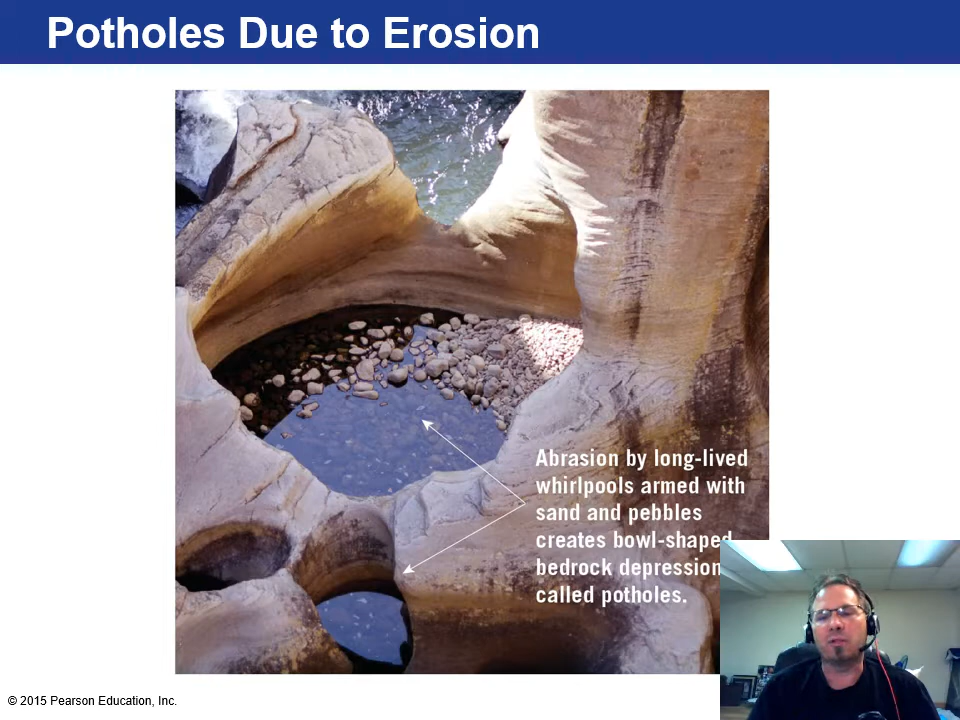 Potholes Due to Erosion
Abrasion by long-lived
whirlpools armed with
sand and pebbles
creates bowl-shaped
bedrock depression
called potholes.
© 2015 Pearson Education, Inc.